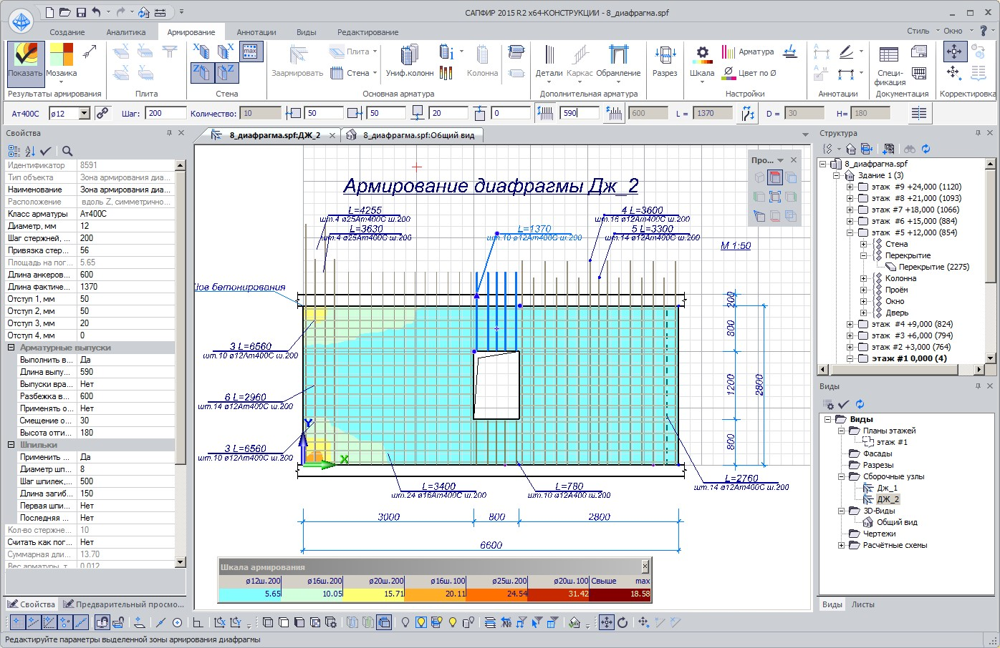 САПФИР 2015 R2 x64-КОНСТРУКЦИИ - 8_диафрагма.spf
Создание Аналитика Армирование Аннотации Виды Редактирование Стиль Окно ?
Показать Мозаика
Заармировать Плита Стена Униф.колонн Колонна
Детали Каркас Обрамление Разрез Шкала Арматура Цвет по Ø
Специ-
фикация
Результаты армирования Плита Стена Основная арматура Дополнительная арматура Настройки Аннотации Документация Корректировка
Ат400С ø12 Шаг: 200 Количество: 10 50 50 20 0 590 600 L = 1370 D = 30 H= 180
Свойства
Идентификатор 8591
Тип объекта Зона армирования диа...
Наименование Зона армирования диа...
Расположение вдоль Z, симметрично...
Класс арматуры Ат400С
Диаметр, мм 12
Шаг стержней, ... 200
Привязка стер... 56
Площадь на пог... 5.65
Длина анкеров... 600
Длина фактиче... 1370
Отступ 1, мм 50
Отступ 2, мм 50
Отступ 3, мм 20
Отступ 4, мм 0
Арматурные выпуски
Выполнить в... Да
Длина выпу... 590
Выпуски вра... Нет
Разбежка в... 600
Применять о... Нет
Смещение о... 30
Высота отги... 180
Шпильки
Применить ... Да
Диаметр шп... 8
Шаг шпилек,... 500
Длина загиб... 150
Первая шпи... Нет
Последняя ... Нет
Кол-во стержне... 10
Считать как пог... Нет
Суммарная дли... 13.70
Вес арматуры, т 0.012
Свойства Предварительный просмо...
8_диафрагма.spf:ДЖ_2 8_диафрагма.spf:Общий вид
Про...
Армирование диафрагмы Дж_2
L=4255
шт.4 ø25Ат400С ш.200
L=3630
шт.4 ø25Ат400С ш.200
L=1370
шт.10 ø12Ат400С ш.200
4 L=3600
шт.16 ø12Ат400С ш.200
5 L=3300
шт.14 ø12Ат400С ш.200
М 1:50
Шов бетонирования
3 L=6560
шт.10 ø12Ат400С ш.200
6 L=2960
шт.14 ø12Ат400С ш.200
3 L=6560
шт.10 ø12Ат400С ш.200
Y
X
200
800
1200
800
2800
L=3400
шт.24 ø16Ат400С ш.200
L=780
шт.10 ø12А400 ш.200
L=2760
шт.14 ø12Ат400С ш.200
3000 800 2800
6600
Шкала армирования
ø12ш.200 ø16ш.200 ø20ш.200 ø16ш.100 ø25ш.200 ø20ш.100 Свыше max
5.65 10.05 15.71 20.11 24.54 31.42 18.58
Структура
8_диафрагма.spf
Здание 1 (3)
этаж #9 +24,000 (1120)
этаж #8 +21,000 (1093)
этаж #7 +18,000 (1066)
этаж #6 +15,000 (884)
этаж #5 +12,000 (854)
Стена
Перекрытие
Перекрытие (2275)
Колонна
Проём
Окно
Дверь
этаж #4 +9,000 (824)
этаж #3 +6,000 (794)
этаж #2 +3,000 (764)
этаж #1 0,000 (4)
Виды
Виды
Планы этажей
этаж #1
Фасады
Разрезы
Сборочные узлы
Дж_1
ДЖ_2
3D-Виды
Общий вид
Чертежи
Расчётные схемы
Виды Листы
Редактируйте параметры выделенной зоны армирования диафрагмы